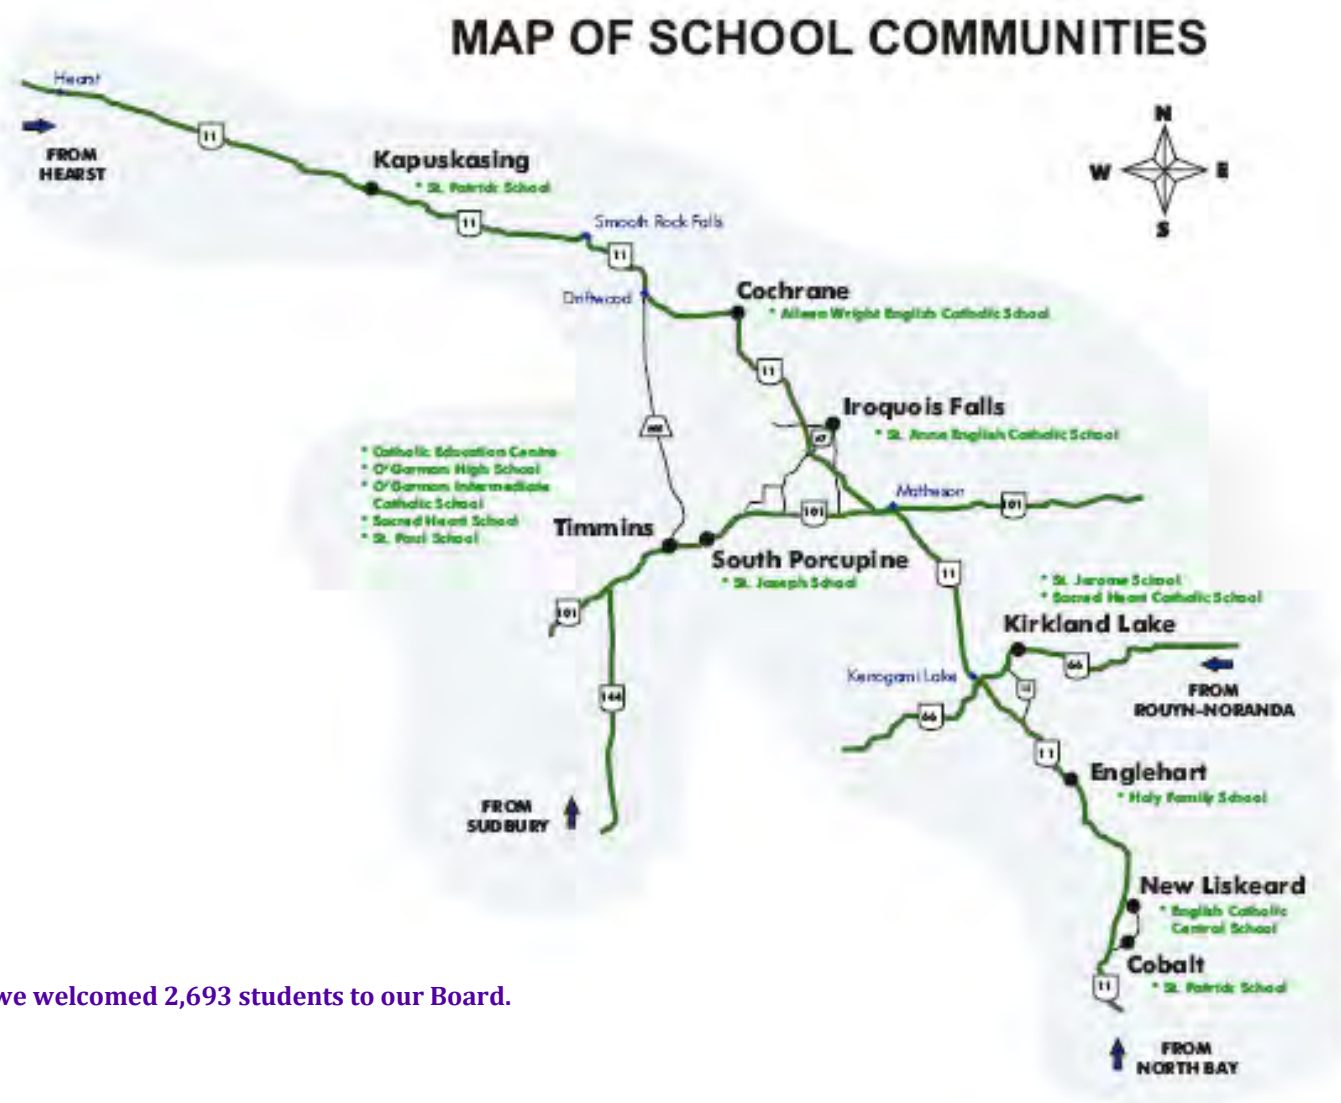 MAP OF SCHOOL COMMUNITIES
Hearst
FROM
HEARST
11
Kapuskasing
* St. Patrick School
11
Smooth Rock Falls
11
Driftwood
Cochrane
* Aileen Wright English Catholic School
11
N
W E
S
Iroquois Falls
* St. Anne English Catholic School
67
* Catholic Education Centre
* O'Gorman High School
* O'Gorman Intermediate
Catholic School
* Sacred Heart School
* St. Paul School
Matheson
101
101
Timmins
South Porcupine
* St. Joseph School
101
11
* St. Jerome School
* Sacred Heart Catholic School
Kirkland Lake
66
FROM
ROUYN-NORANDA
Kenogami Lake
66
144
11
Englehart
* Holy Family School
FROM
SUDBURY
New Liskeard
* English Catholic
Central School
Cobalt
* St. Patrick School
11
we welcomed 2,693 students to our Board.
FROM
NORTH BAY